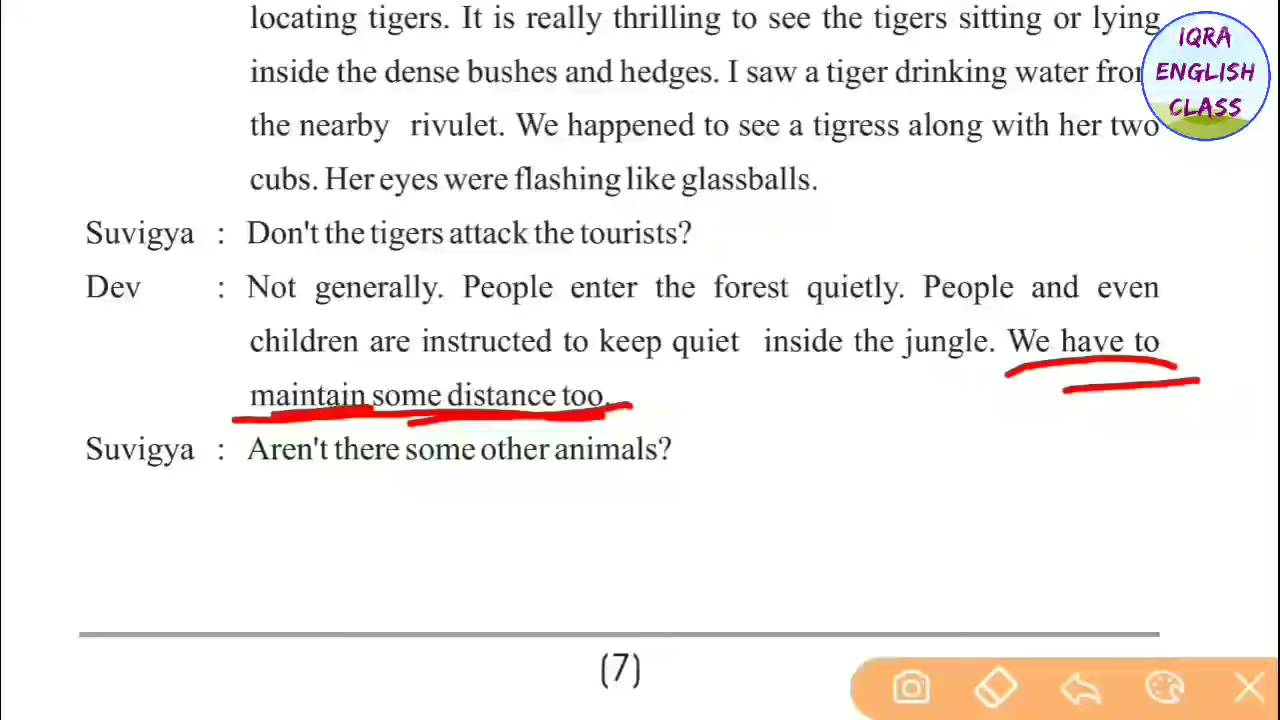 locating tigers. It is really thrilling to see the tigers sitting or lying
inside the dense bushes and hedges. I saw a tiger drinking water from
the nearby rivulet. We happened to see a tigress along with her two
cubs. Her eyes were flashing like glassballs.
Suvigya : Don't the tigers attack the tourists?
Dev : Not generally. People enter the forest quietly. People and even
children are instructed to keep quiet inside the jungle. We have to
maintain some distance too.
Suvigya : Aren't there some other animals?
(7)
IQRA
ENGLISH
CLASS